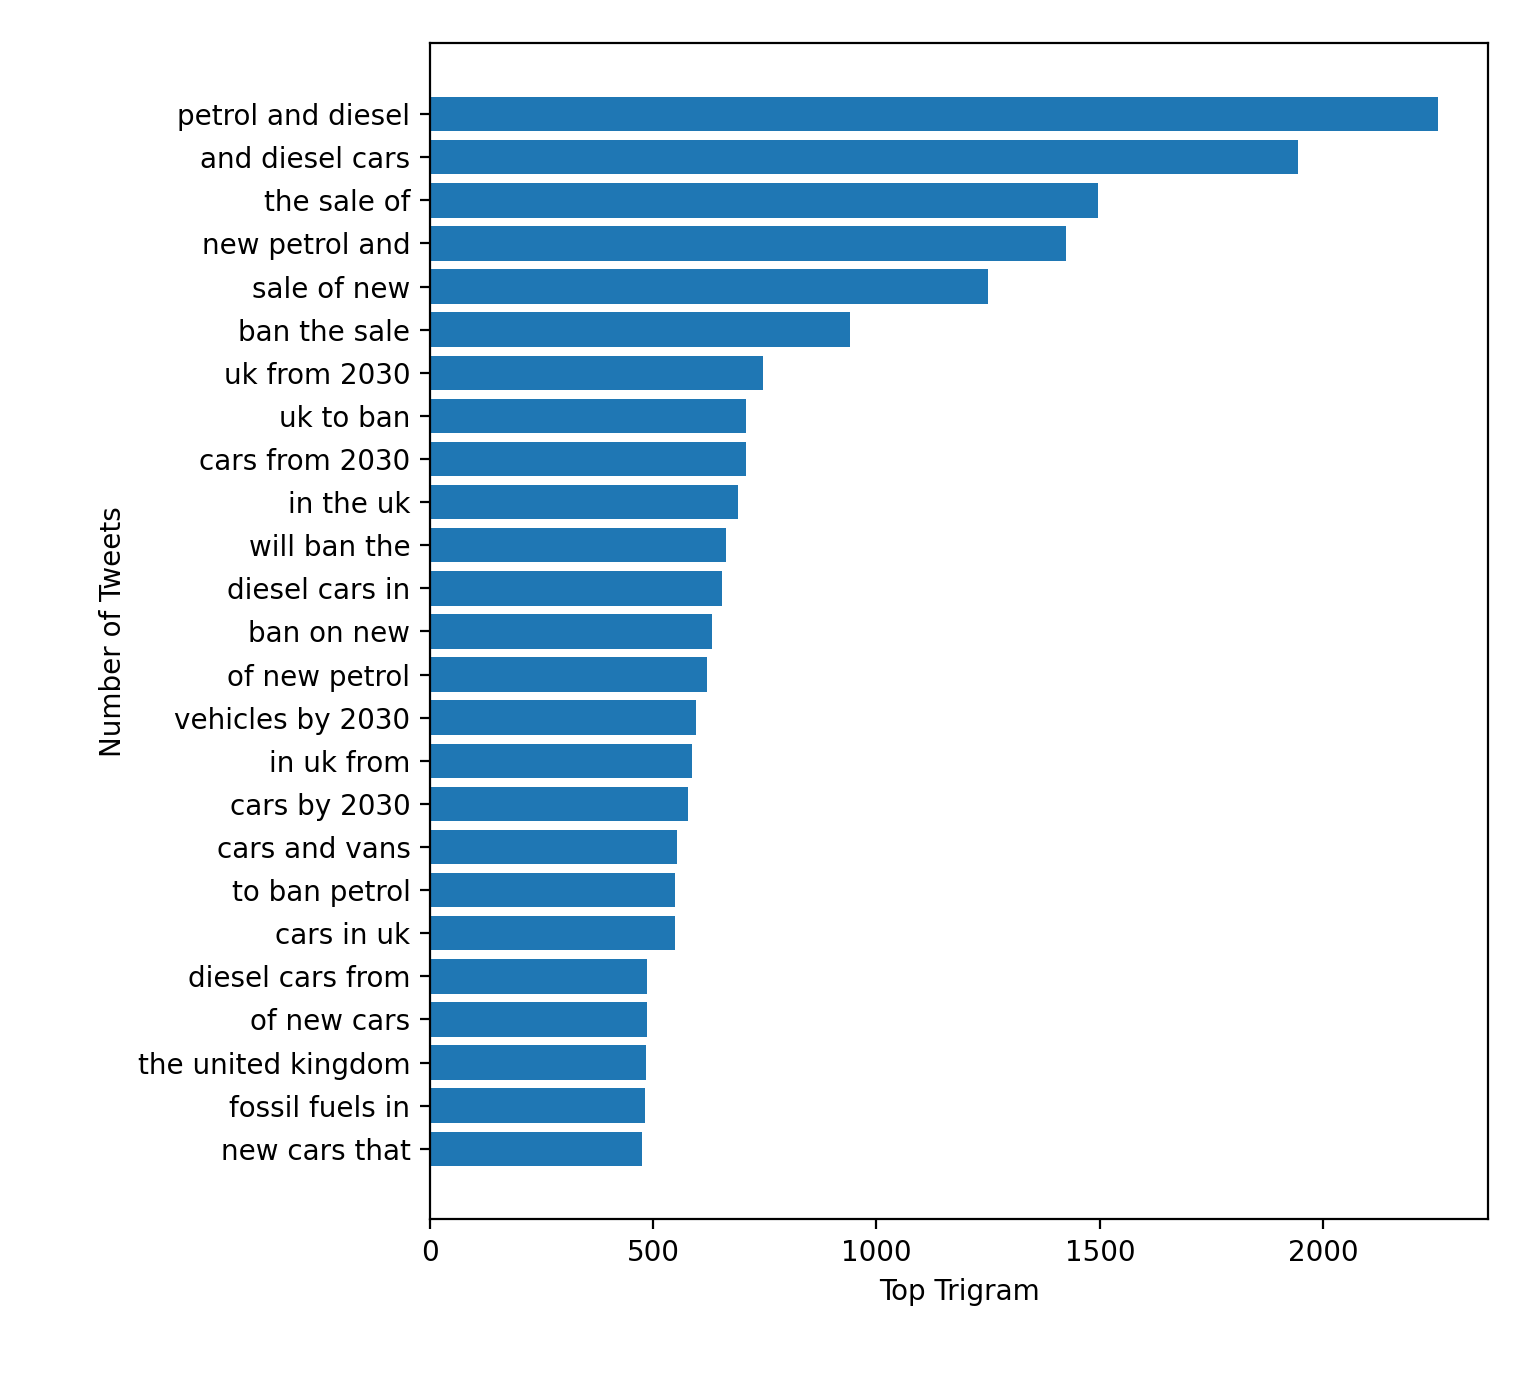 petrol and diesel
and diesel cars
the sale of
new petrol and
sale of new
ban the sale
uk from 2030
uk to ban
cars from 2030
in the uk
will ban the
diesel cars in
ban on new
of new petrol
vehicles by 2030
in uk from
cars by 2030
cars and vans
to ban petrol
cars in uk
diesel cars from
of new cars
the united kingdom
fossil fuels in
new cars that
Number of Tweets
0 500 1000 1500 2000
Top Trigram